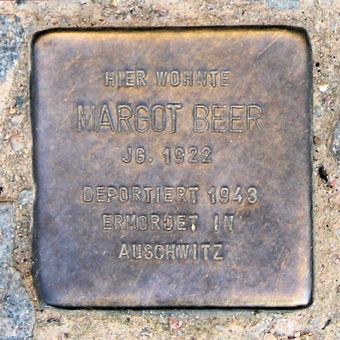 HIER WOHNTE
MARGOT BEER
JG. 1922
DEPORTIERT 1943
ERMORDET IN
AUSCHWITZ